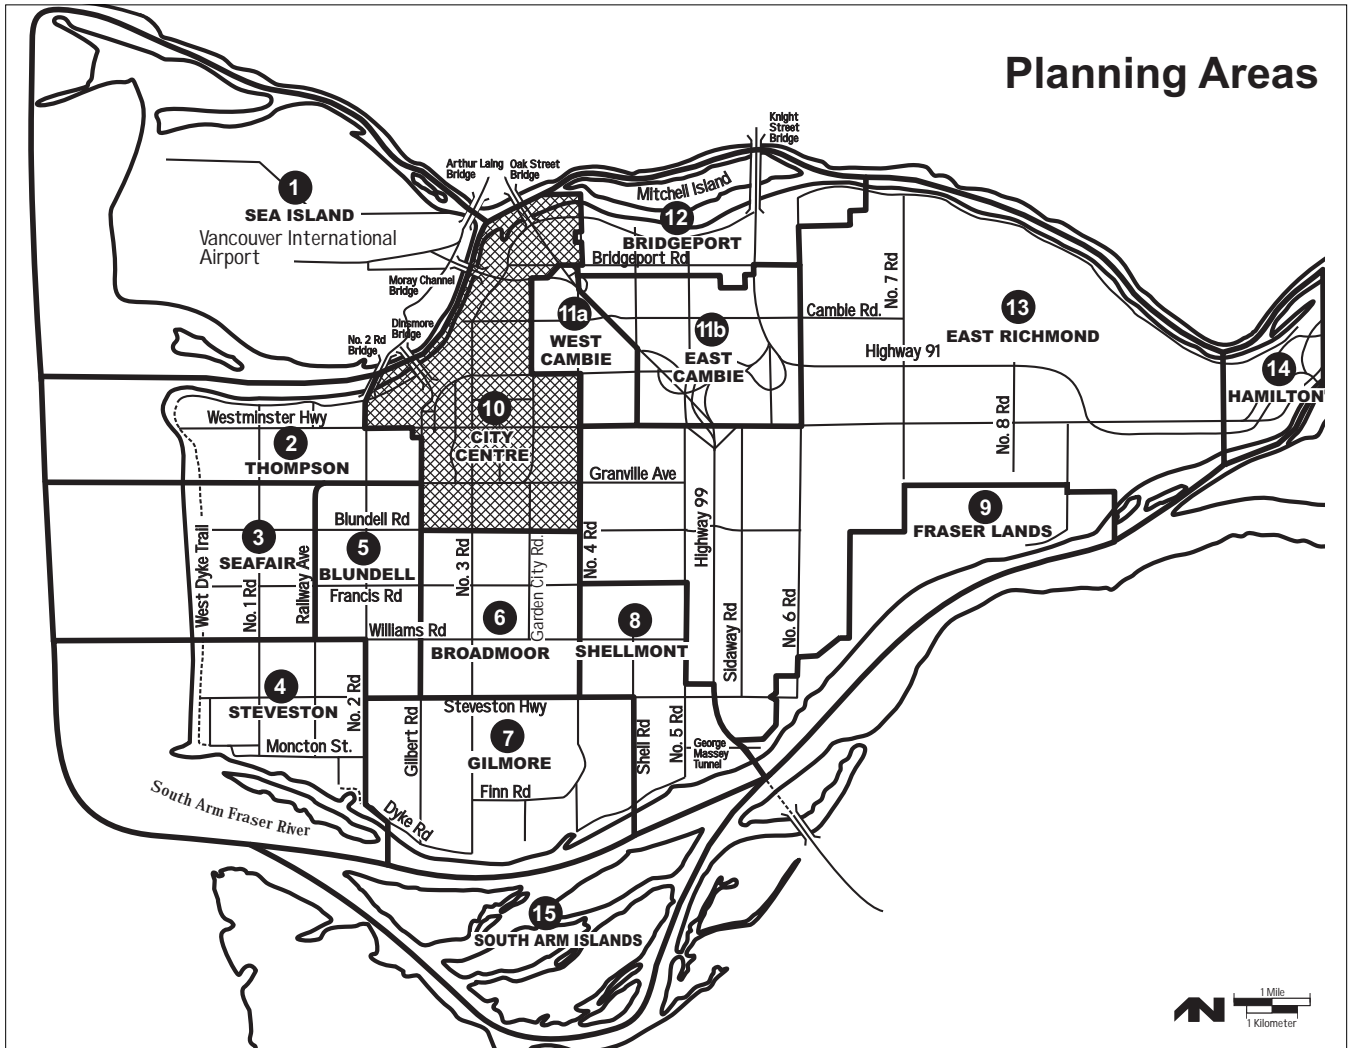 Planning Areas
Knight
Street
Bridge
Arthur Laing
Bridge
Oak Street
Bridge
Mitchell Island
1
SEA ISLAND
Vancouver International
Airport
12
BRIDGEPORT
Bridgeport Rd
Moray Channel
Bridge
No. 7 Rd
Dinsmore
Bridge
No. 2 Rd
Bridge
11a
WEST
CAMBIE
11b
EAST
CAMBIE
Cambie Rd.
13
EAST RICHMOND
Highway 91
14
HAMILTON
Westminster Hwy
2
THOMPSON
10
CITY
CENTRE
No. 8 Rd
Granville Ave
Highway 99
9
FRASER LANDS
Blundell Rd
West Dyke Trail
3
SEAFAIR
No. 1 Rd
Railway Ave
5
BLUNDELL
Francis Rd
No. 3 Rd
Garden City Rd.
No. 4 Rd
6
BROADMOOR
8
SHELLMONT
Williams Rd
Sidaway Rd
No. 6 Rd
4
STEVESTON
No. 2 Rd
Steveston Hwy
Moncton St.
Gilbert Rd
7
GILMORE
Finn Rd
Shell Rd
No. 5 Rd
George
Massey
Tunnel
South Arm Fraser River
Dyke Rd
15
SOUTH ARM ISLANDS
N
1 Mile
1 Kilometer